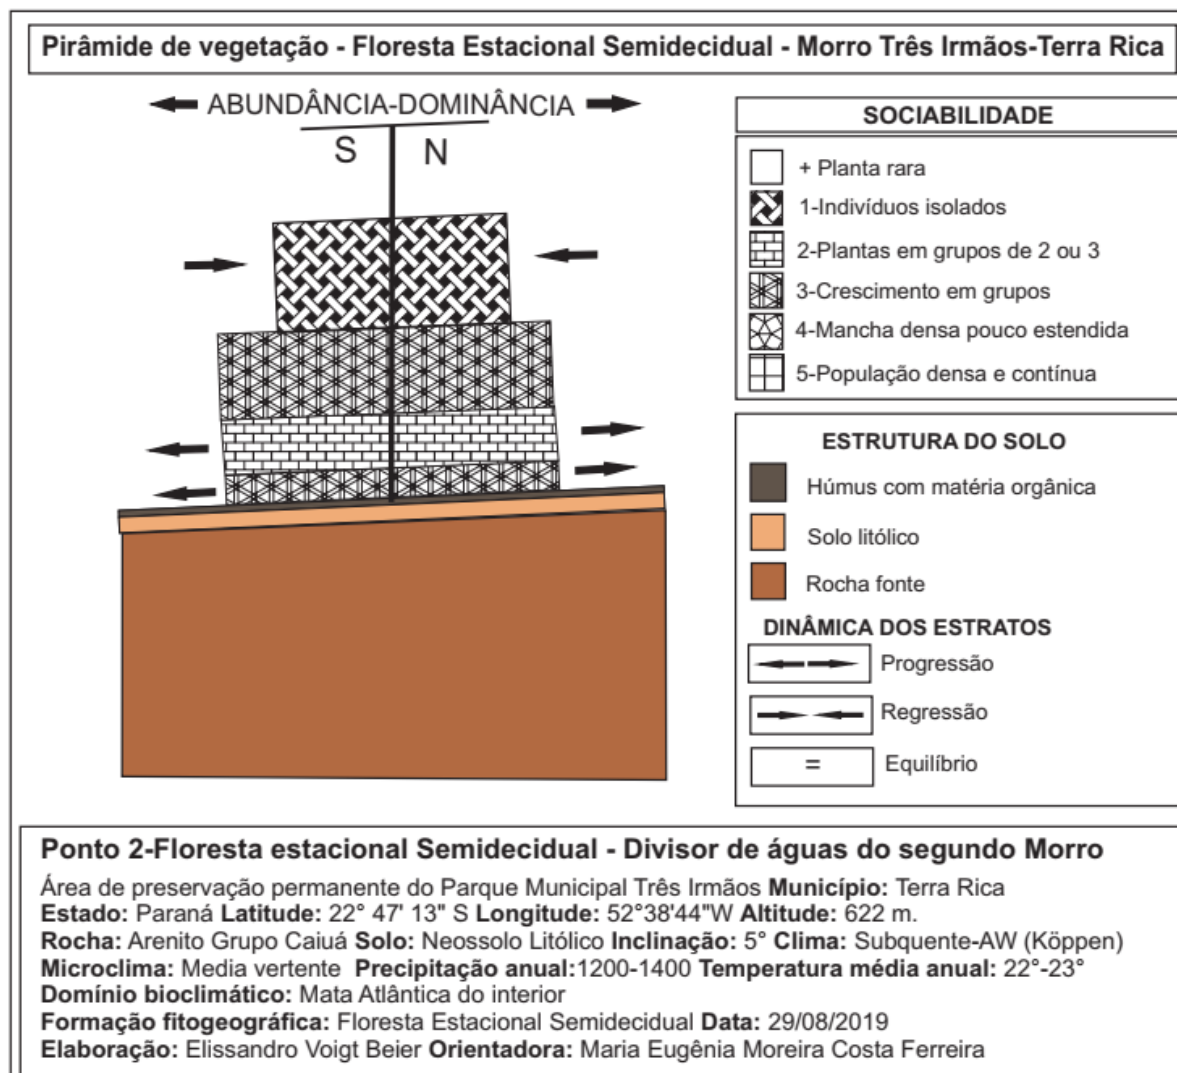 Pirâmide de vegetação - Floresta Estacional Semidecidual - Morro Três Irmãos-Terra Rica
ABUNDÂNCIA-DOMINÂNCIA
S N
SOCIABILIDADE
+ Planta rara
1-Indivíduos isolados
2-Plantas em grupos de 2 ou 3
3-Crescimento em grupos
4-Mancha densa pouco estendida
5-População densa e contínua
ESTRUTURA DO SOLO
Húmus com matéria orgânica
Solo litólico
Rocha fonte
DINÂMICA DOS ESTRATOS
Progressão
Regressão
= Equilíbrio
Ponto 2-Floresta estacional Semidecidual - Divisor de águas do segundo Morro
Área de preservação permanente do Parque Municipal Três Irmãos Município: Terra Rica
Estado: Paraná Latitude: 22° 47' 13" S Longitude: 52°38'44"W Altitude: 622 m.
Rocha: Arenito Grupo Caiuá Solo: Neossolo Litólico Inclinação: 5° Clima: Subquente-AW (Köppen)
Microclima: Media vertente Precipitação anual:1200-1400 Temperatura média anual: 22°-23°
Domínio bioclimático: Mata Atlântica do interior
Formação fitogeográfica: Floresta Estacional Semidecidual Data: 29/08/2019
Elaboração: Elissandro Voigt Beier Orientadora: Maria Eugênia Moreira Costa Ferreira